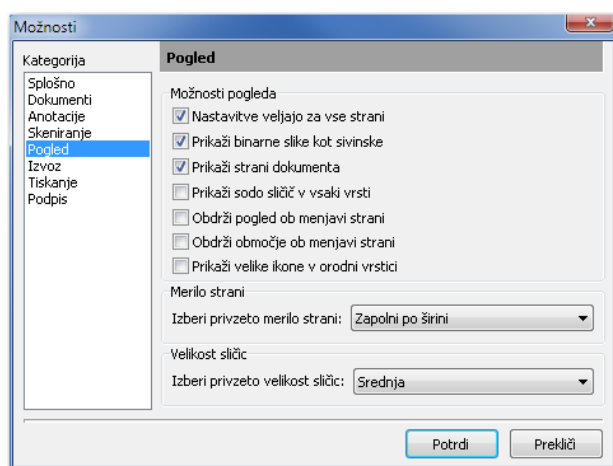 Možnosti
Kategorija
Splošno
Dokumenti
Anotacije
Skeniranje
Pogled
Izvoz
Tiskanje
Podpis
Pogled
Možnosti pogleda
Nastavitve veljajo za vse strani
Prikaži binarne slike kot sivinske
Prikaži strani dokumenta
Prikaži sodo sličič v vsaki vrsti
Obdrži pogled ob menjavi strani
Obdrži območje ob menjavi strani
Prikaži velike ikone v orodni vrstici
Merilo strani
Izberi privzeto merilo strani: Zapolni po širini
Velikost sličic
Izberi privzeto velikost sličic: Srednja
Potrdi Prekliči